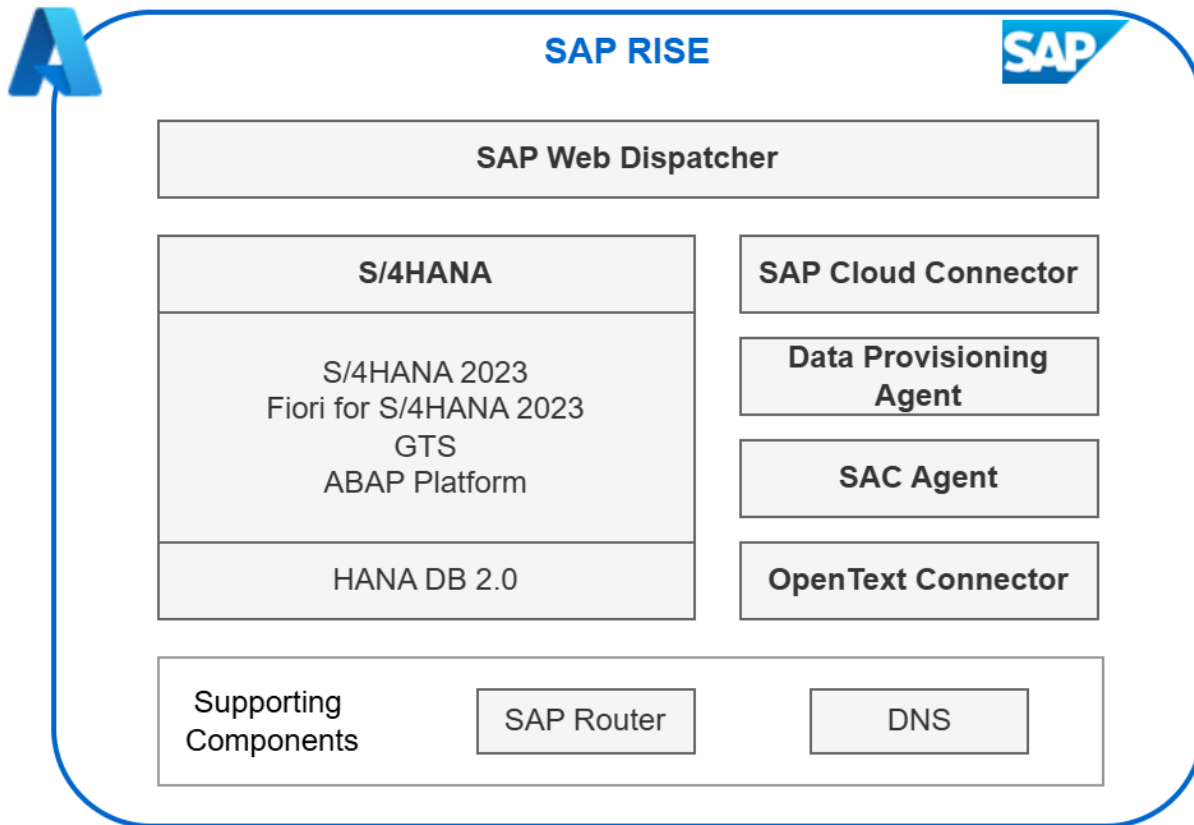 SAP RISE
SAP
SAP Web Dispatcher
S/4HANA
S/4HANA 2023
Fiori for S/4HANA 2023
GTS
ABAP Platform
HANA DB 2.0
SAP Cloud Connector
Data Provisioning
Agent
SAC Agent
OpenText Connector
Supporting
Components
SAP Router
DNS